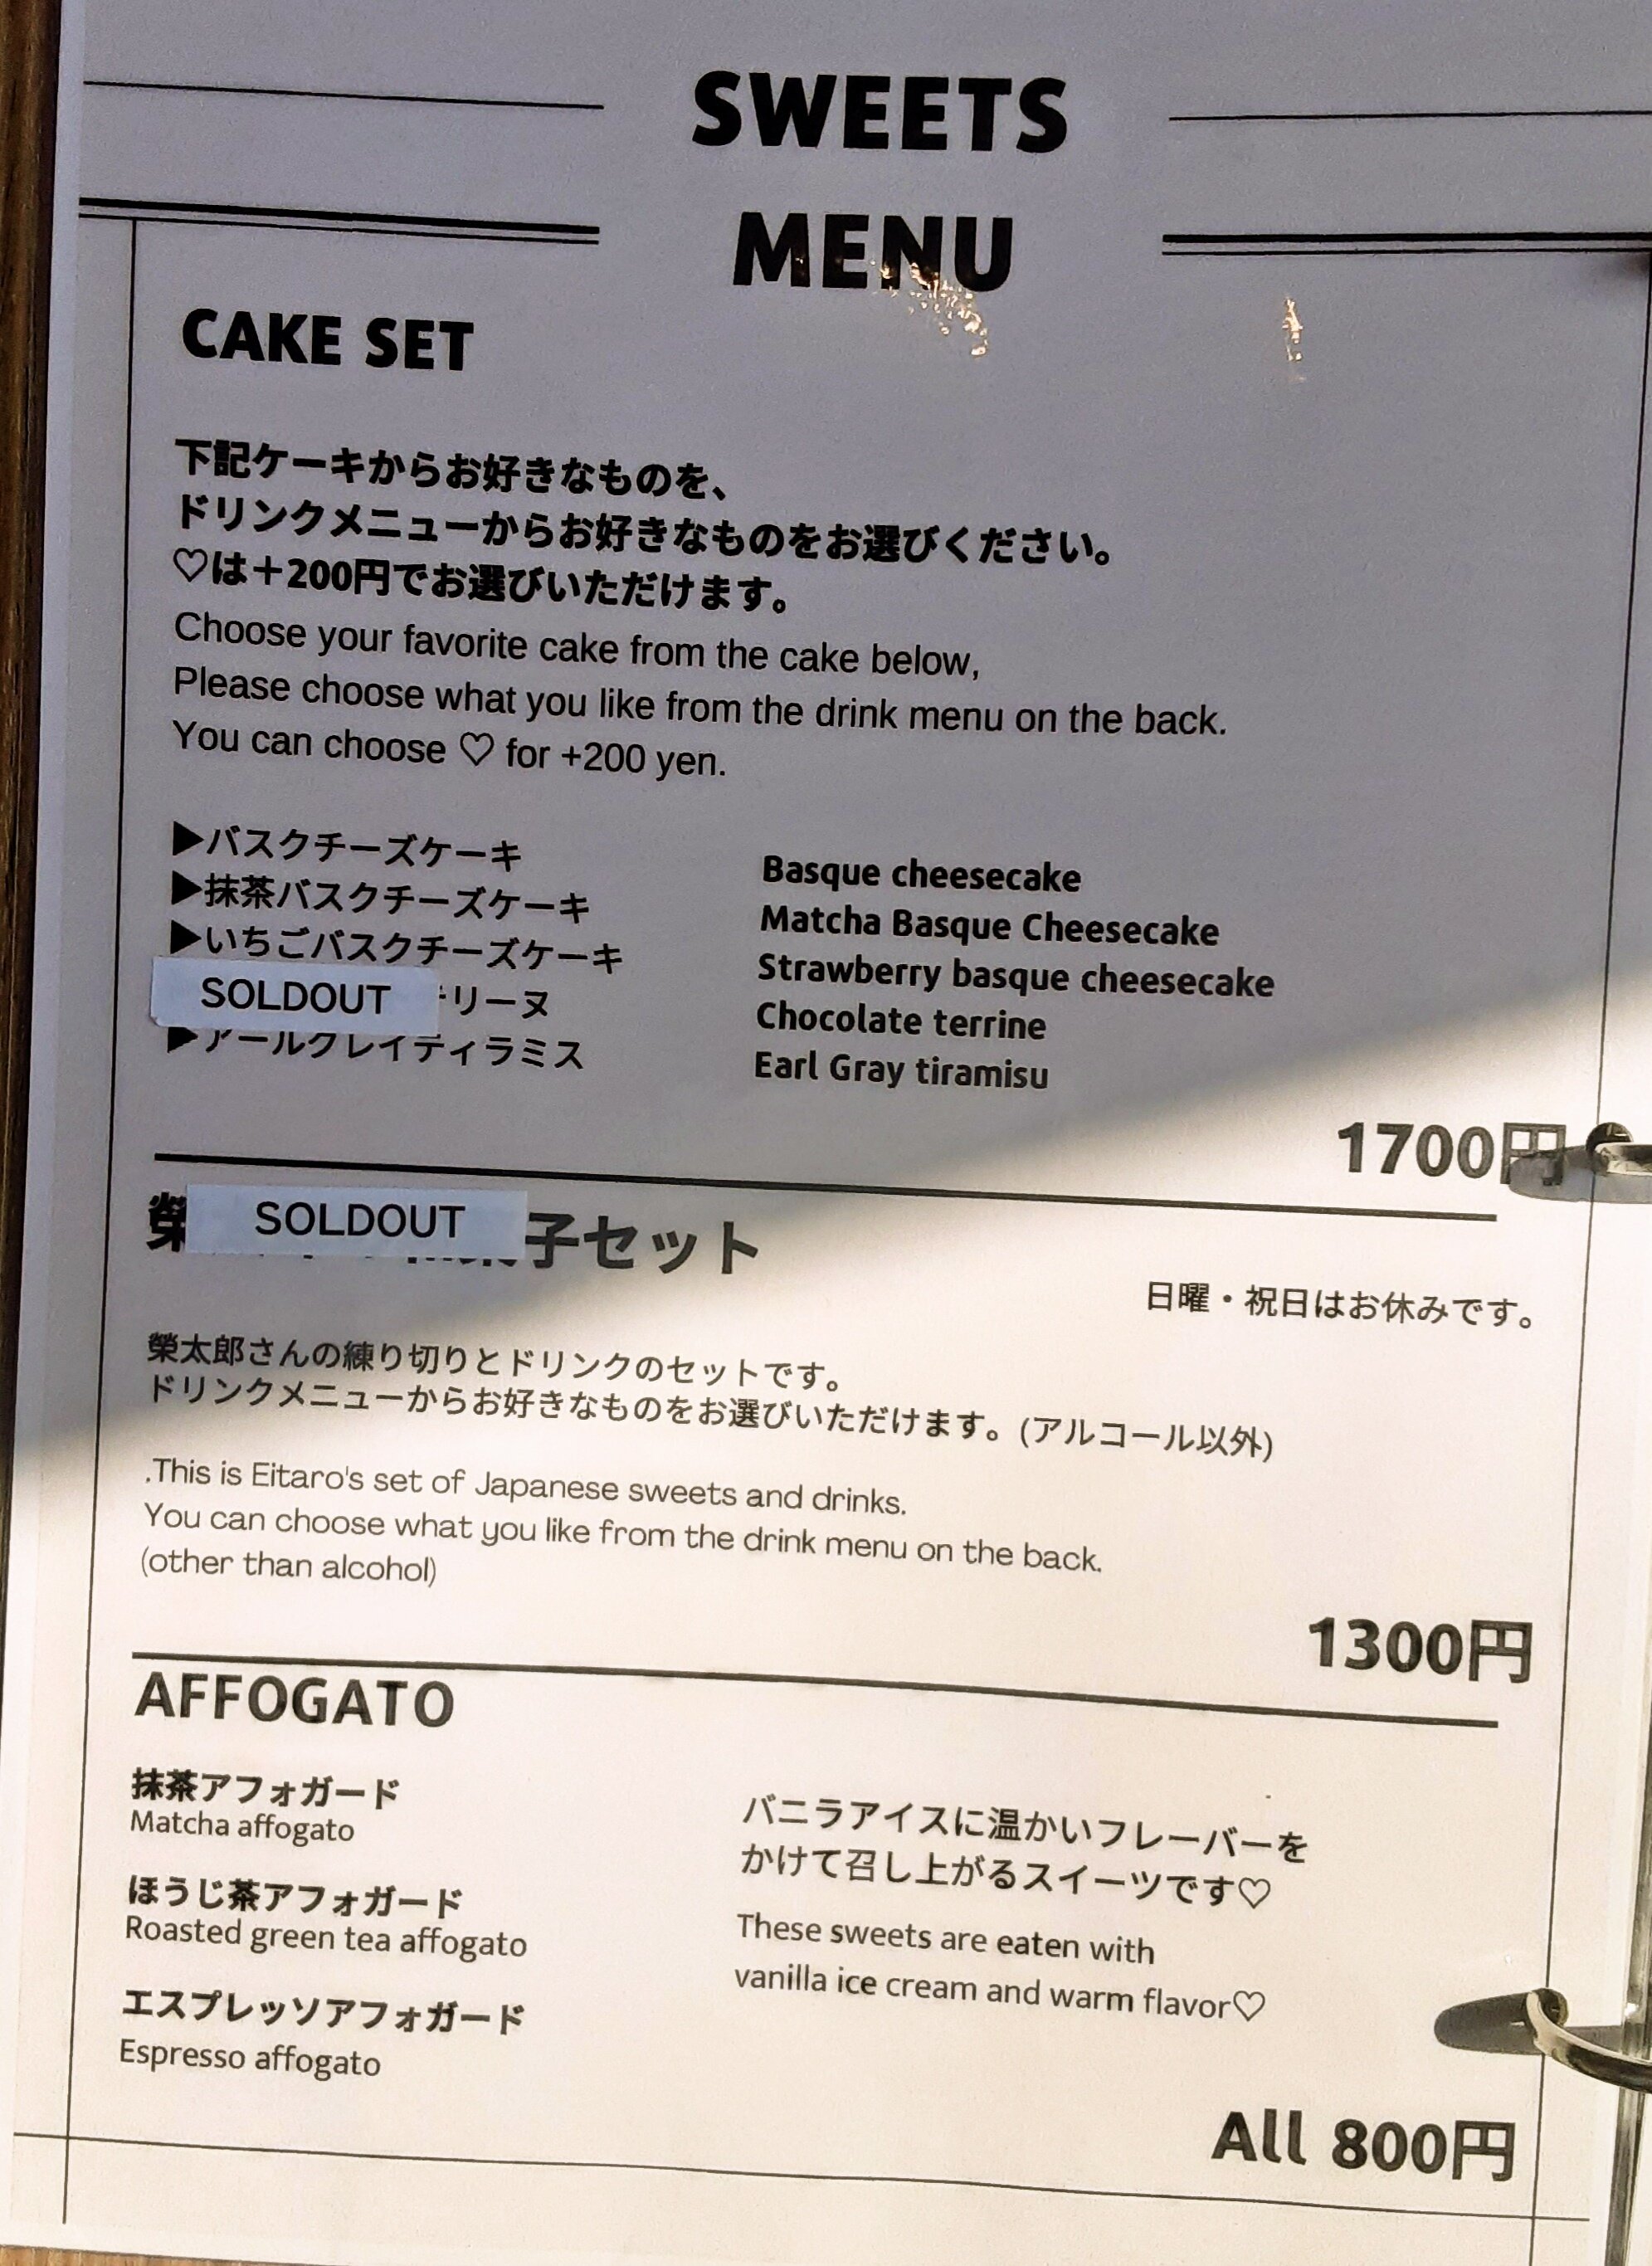 SWEETS
MENU
CAKE SET
下記ケーキからお好きなものを、
ドリンクメニューからお好きなものをお選びください。
♡は＋200円でお選びいただけます。
Choose your favorite cake from the cake below,
Please choose what you like from the drink menu on the back.
You can choose ♡ for +200 yen.
▶バスクチーズケーキ Basque cheesecake
▶抹茶バスクチーズケーキ Matcha Basque Cheesecake
▶いちごバスクチーズケーキ Strawberry basque cheesecake
SOLDOUT リーヌ Chocolate terrine
▶アールグレイティラミス Earl Gray tiramisu
1700円
SOLDOUT 子セット
日曜・祝日はお休みです。
榮太郎さんの練り切りとドリンクのセットです。
ドリンクメニューからお好きなものをお選びいただけます。(アルコール以外)
.This is Eitaro's set of Japanese sweets and drinks.
You can choose what you like from the drink menu on the back.
(other than alcohol)
1300円
AFFOGATO
抹茶アフォガード
Matcha affogato
ほうじ茶アフォガード
Roasted green tea affogato
エスプレッソアフォガード
Espresso affogato
バニラアイスに温かいフレーバーを
かけて召し上がるスイーツです♡
These sweets are eaten with
vanilla ice cream and warm flavor♡
All 800円